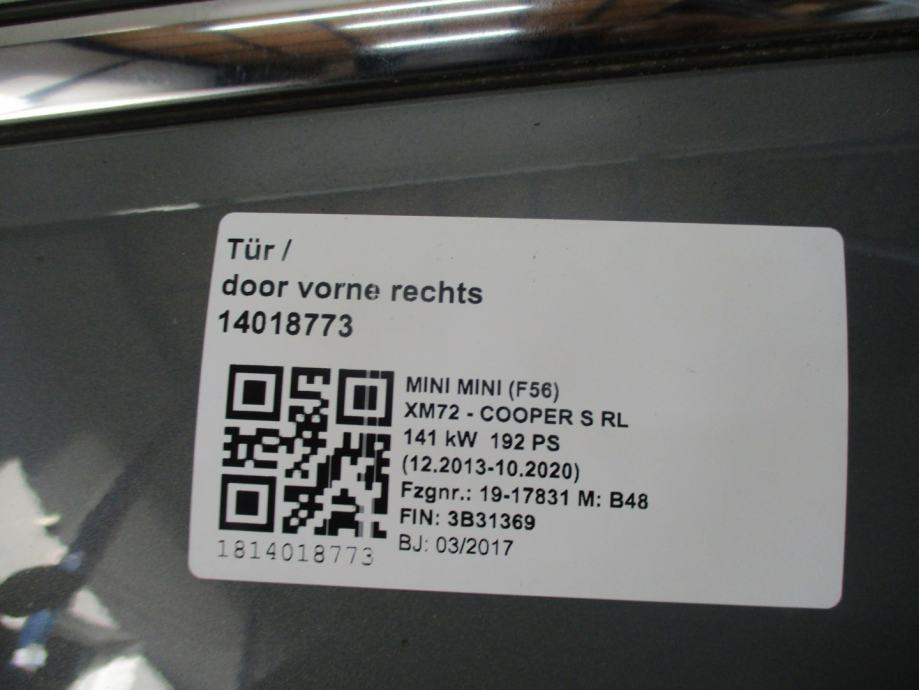 Tür /
door vorne rechts
14018773
MINI MINI (F56)
XM72 - COOPER S RL
141 kW 192 PS
(12.2013-10.2020)
Fzgnr.: 19-17831 M: B48
FIN: 3B31369
BJ: 03/2017
1814018773